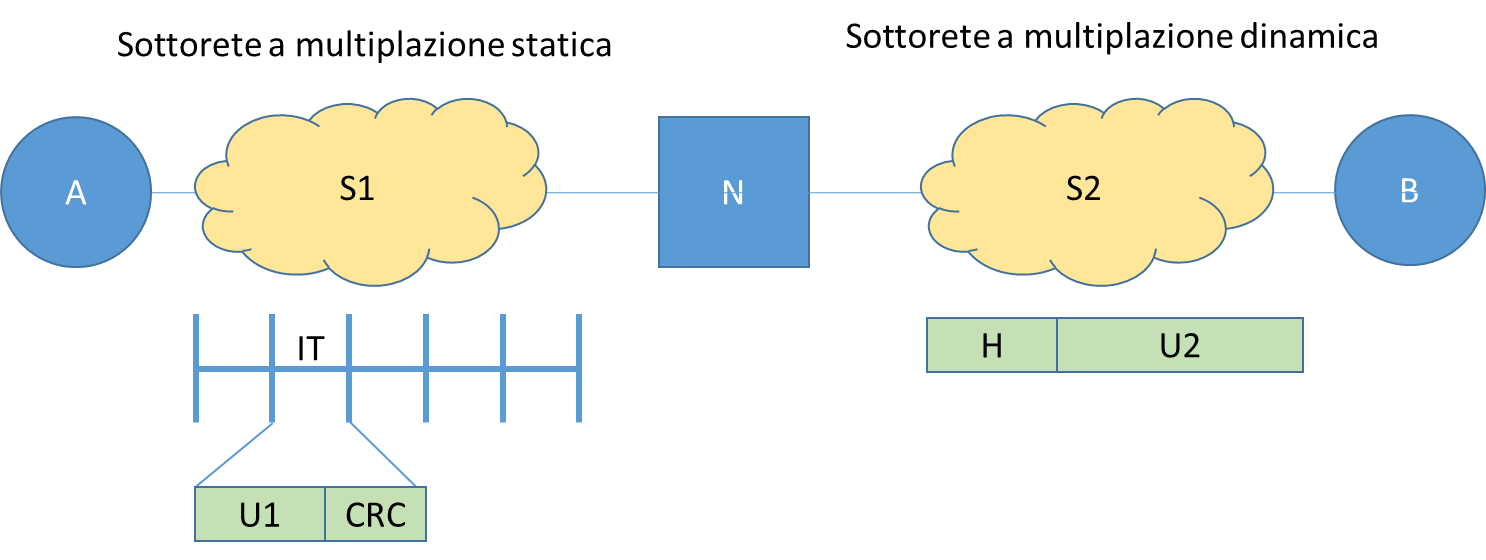 Sottorete a multiplazione statica
Sottorete a multiplazione dinamica
A
S1
N
S2
B
IT
H
U2
U1
CRC